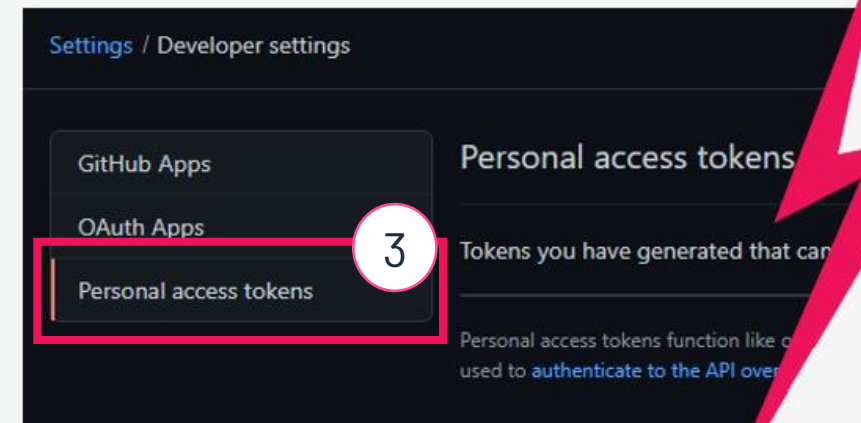 Settings / Developer settings
GitHub Apps
OAuth Apps
3
Personal access tokens
Personal access tokens
Tokens you have generated that can
Personal access tokens function like
used to authenticate to the API over